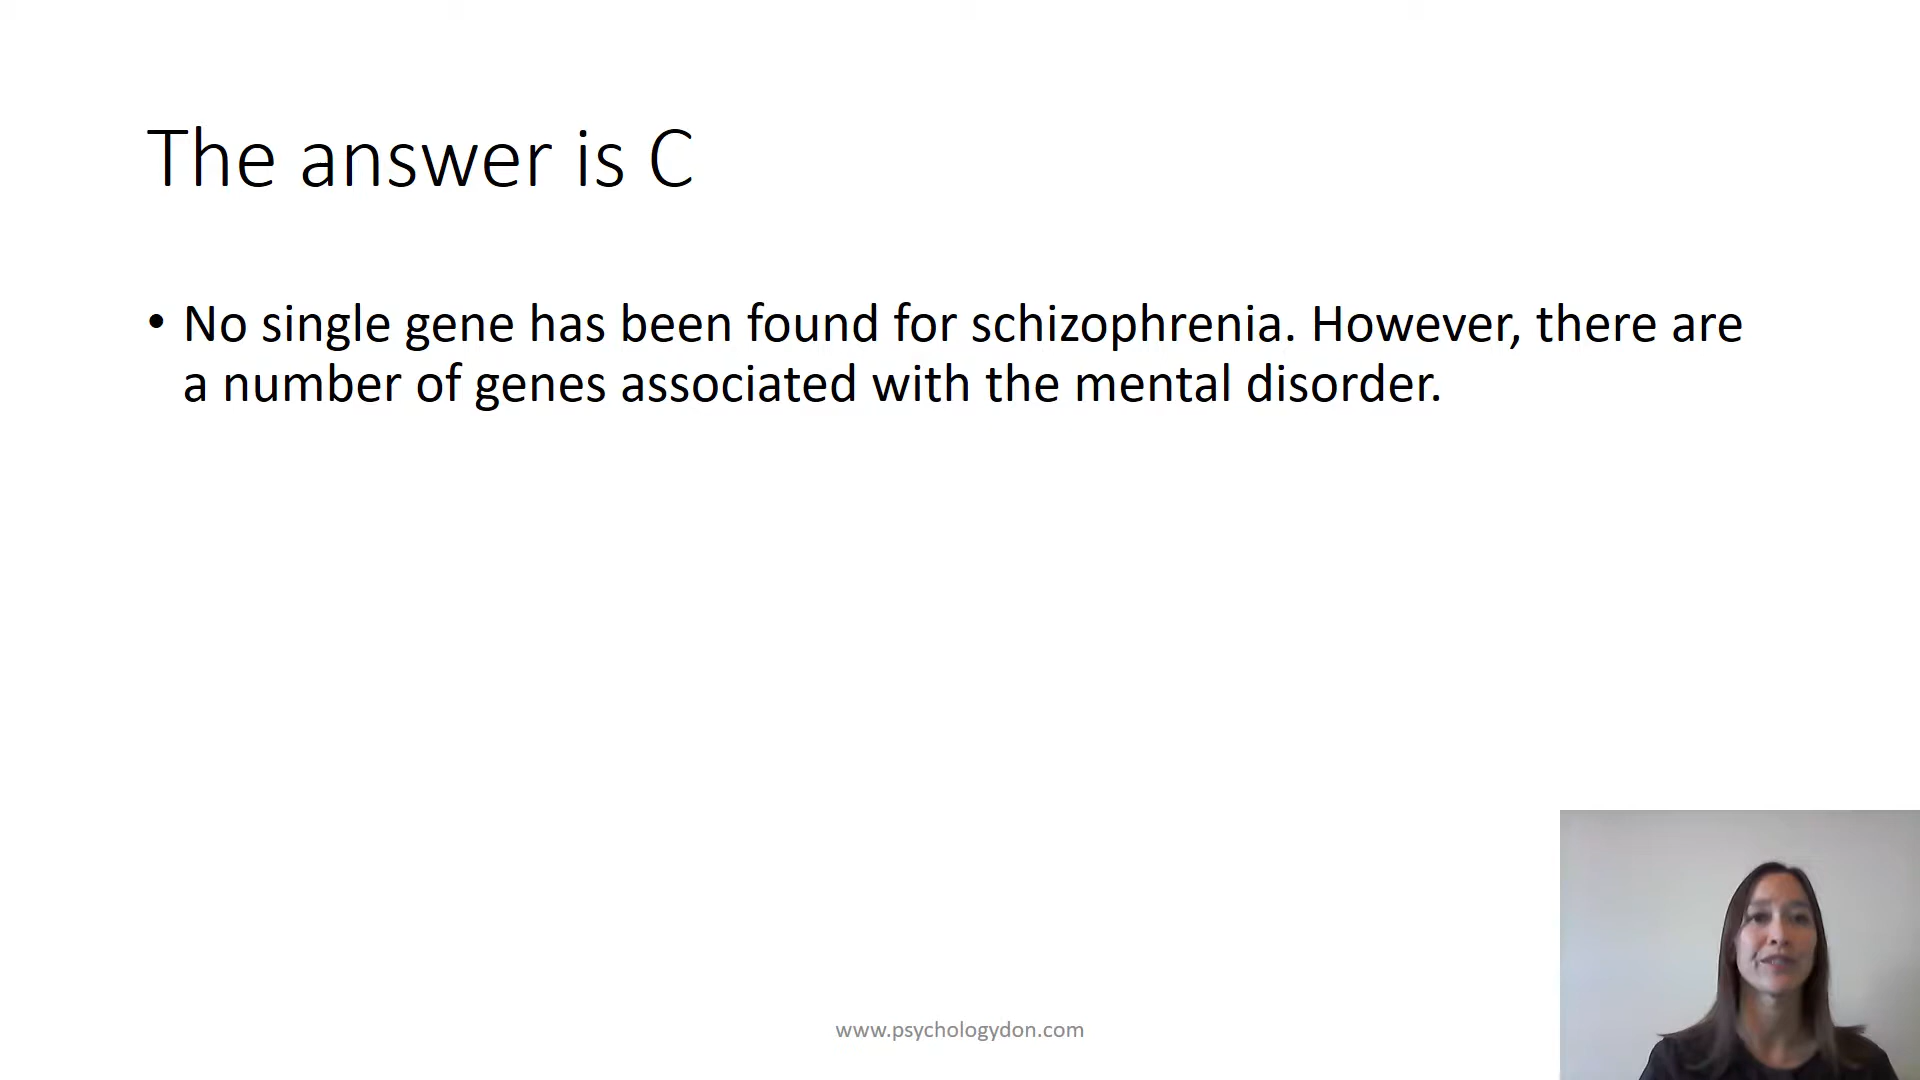 The answer is C
• No single gene has been found for schizophrenia. However, there are
a number of genes associated with the mental disorder.
www.psychologydon.com